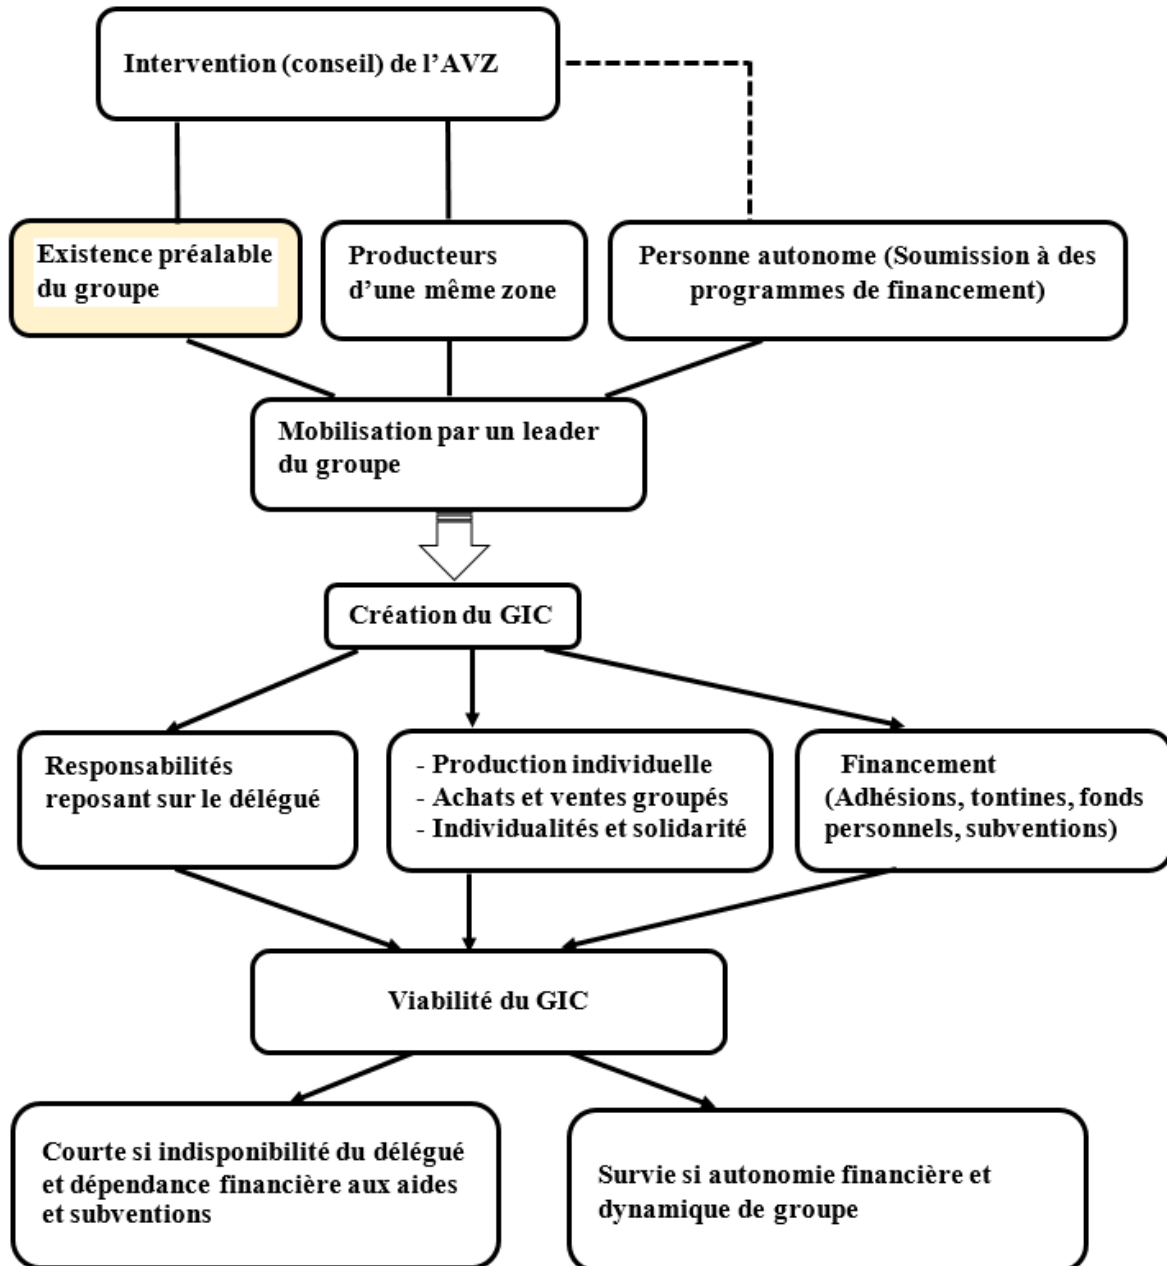 Intervention (conseil) de l’AVZ
Existence préalable
du groupe
Producteurs
d’une même zone
Personne autonome (Soumission à des
programmes de financement)
Mobilisation par un leader
du groupe
Création du GIC
Responsabilités
reposant sur le délégué
- Production individuelle
- Achats et ventes groupés
- Individualités et solidarité
Financement
(Adhésions, tontines, fonds
personnels, subventions)
Viabilité du GIC
Courte si indisponibilité du délégué
et dépendance financière aux aides
et subventions
Survie si autonomie financière et
dynamique de groupe